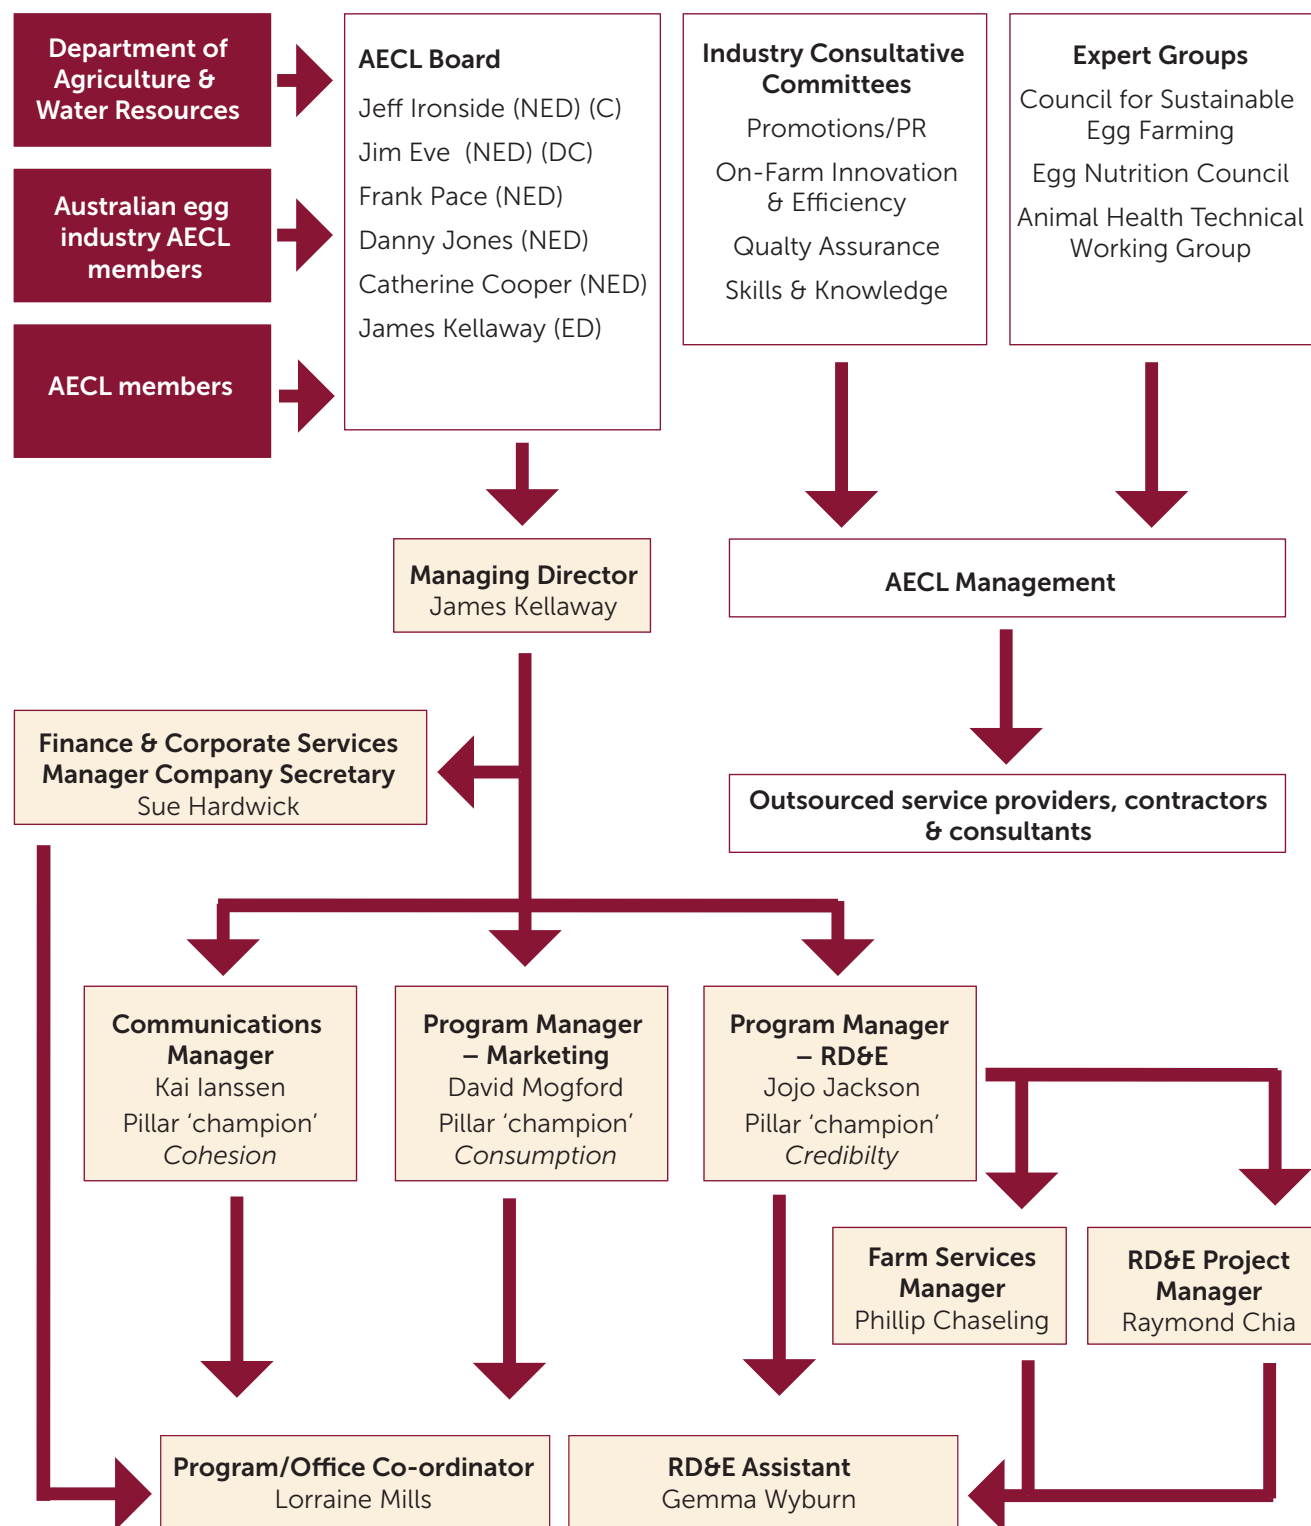 Department of
Agriculture &
Water Resources
Australian egg
industry AECL
members
AECL members
AECL Board
Jeff Ironside (NED) (C)
Jim Eve (NED) (DC)
Frank Pace (NED)
Danny Jones (NED)
Catherine Cooper (NED)
James Kellaway (ED)
Industry Consultative
Committees
Promotions/PR
On-Farm Innovation
& Efficiency
Qualty Assurance
Skills & Knowledge
Expert Groups
Council for Sustainable
Egg Farming
Egg Nutrition Council
Animal Health Technical
Working Group
Managing Director
James Kellaway
AECL Management
Finance & Corporate Services
Manager Company Secretary
Sue Hardwick
Outsourced service providers, contractors
& consultants
Communications
Manager
Kai Ianssen
Pillar ‘champion’
Cohesion
Program Manager
– Marketing
David Mogford
Pillar ‘champion’
Consumption
Program Manager
– RD&E
Jojo Jackson
Pillar ‘champion’
Credibilty
Farm Services
Manager
Phillip Chaseling
RD&E Project
Manager
Raymond Chia
Program/Office Co-ordinator
Lorraine Mills
RD&E Assistant
Gemma Wyburn